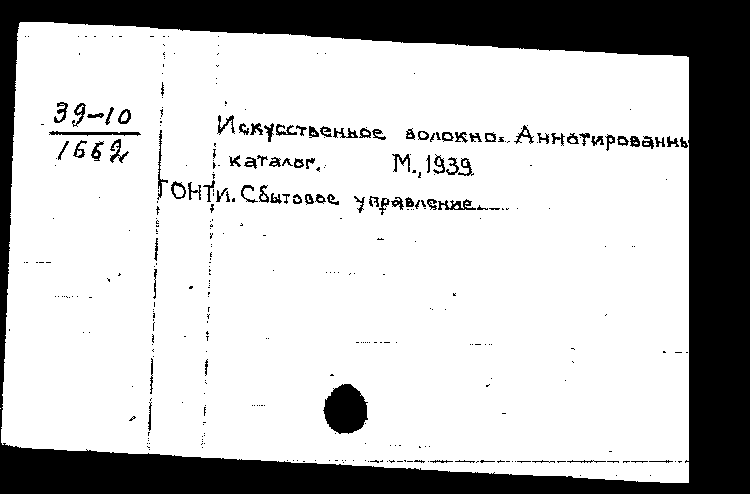 39-10
Искусственное волокно. Аннотированны
1662
каталог. М., 1939
ГОНТИ. Сбытовое управление.